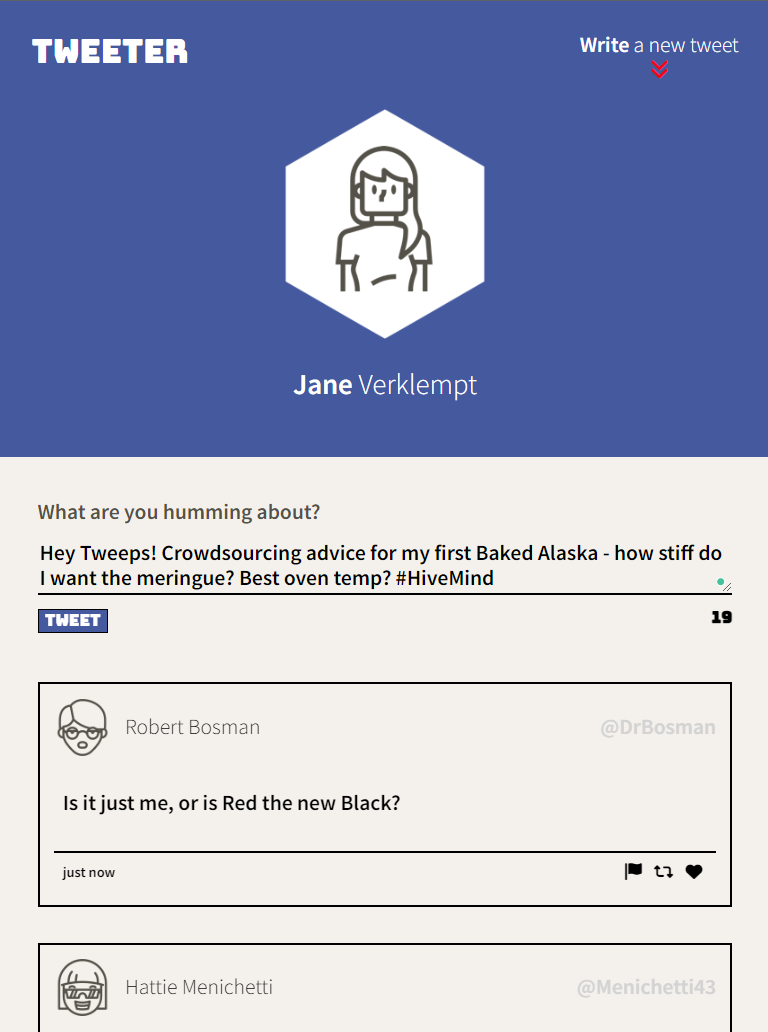 TWEETER
Write a new tweet
Jane Verklempt
What are you humming about?
Hey Tweeps! Crowdsourcing advice for my first Baked Alaska - how stiff do
I want the meringue? Best oven temp? #HiveMind
TWEET
19
Robert Bosman
@DrBosman
Is it just me, or is Red the new Black?
just now
Hattie Menichetti
@Menichetti43